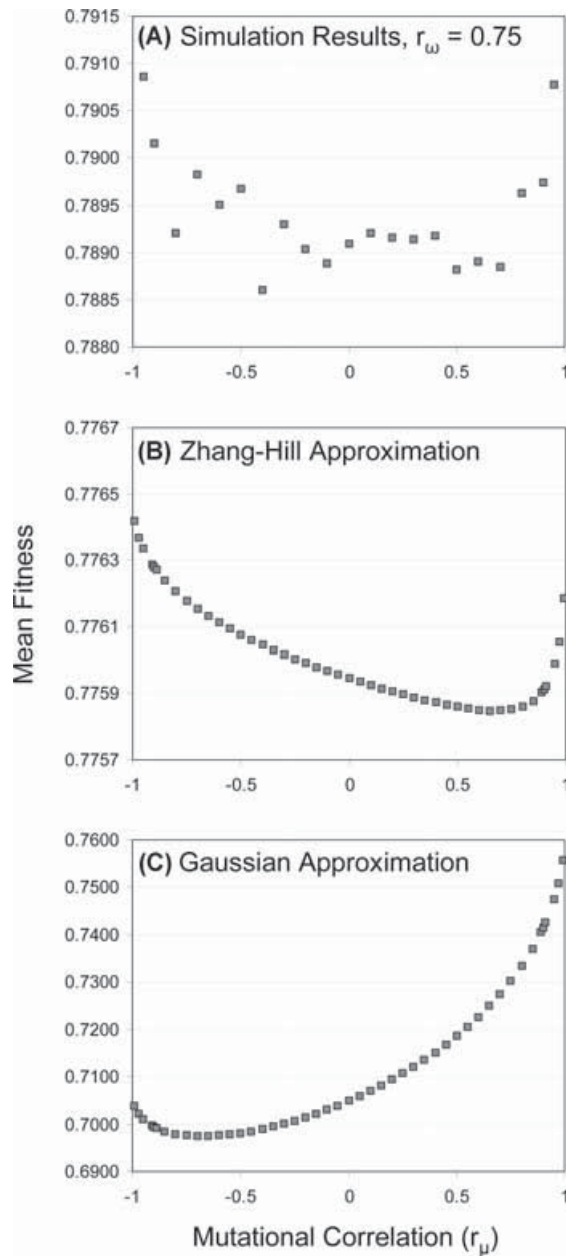 (A) Simulation Results, rω = 0.75
0.7915
0.7910
0.7905
0.7900
0.7895
0.7890
0.7885
0.7880
-1 -0.5 0 0.5 1
(B) Zhang-Hill Approximation
0.7767
0.7765
0.7763
0.7761
0.7759
0.7757
-1 -0.5 0 0.5 1
Mean Fitness
(C) Gaussian Approximation
0.7600
0.7500
0.7400
0.7300
0.7200
0.7100
0.7000
0.6900
-1 -0.5 0 0.5 1
Mutational Correlation (rμ)